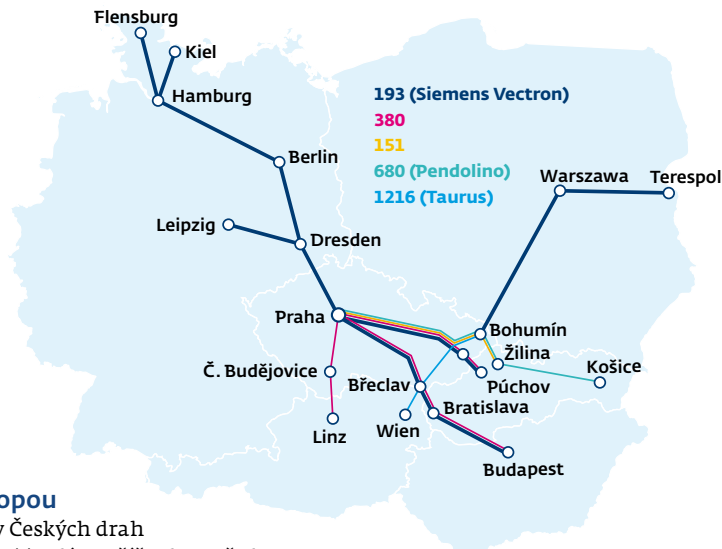 Flensburg
Kiel
Hamburg
193 (Siemens Vectron)
380
151
680 (Pendolino)
1216 (Taurus)
Berlin
Warszawa
Terespol
Leipzig
Dresden
Praha
Bohumín
Žilina
Košice
Č. Budějovice
Břeclav
Púchov
Bratislava
Linz
Wien
Budapest
opou
Českých drah